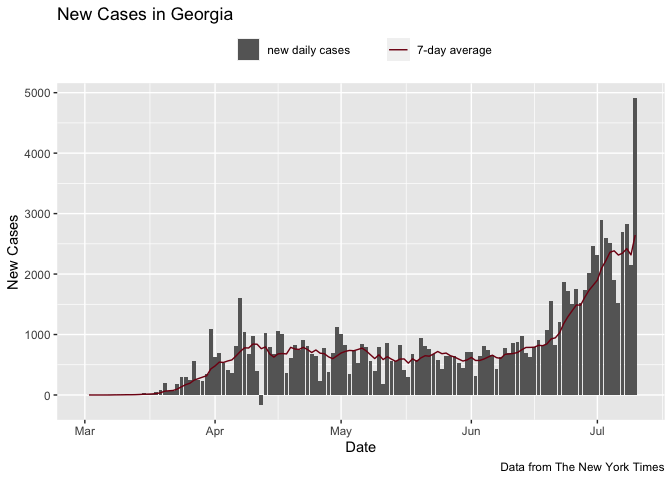 New Cases in Georgia
new daily cases 7-day average
5000
4000
3000
2000
1000
0
New Cases
Mar Apr May Jun Jul
Date
Data from The New York Times